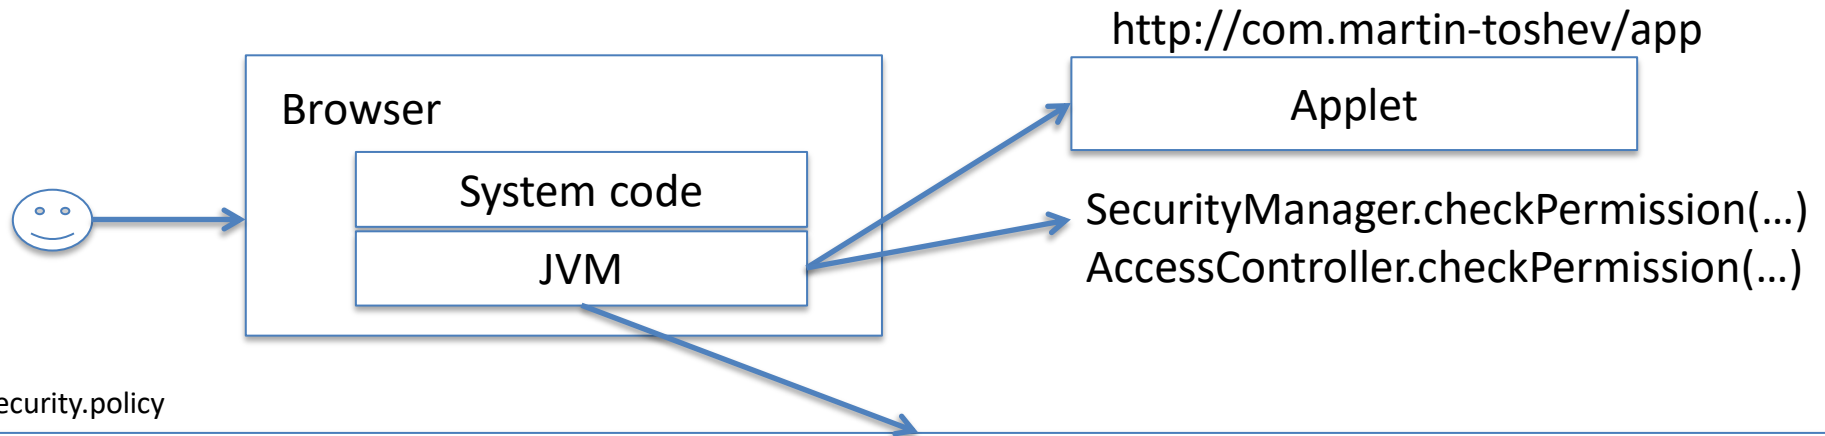 http://com.martin-toshev/app
Browser
Applet
System code
JVM
SecurityManager.checkPermission(…)
AccessController.checkPermission(…)
ecurity.policy